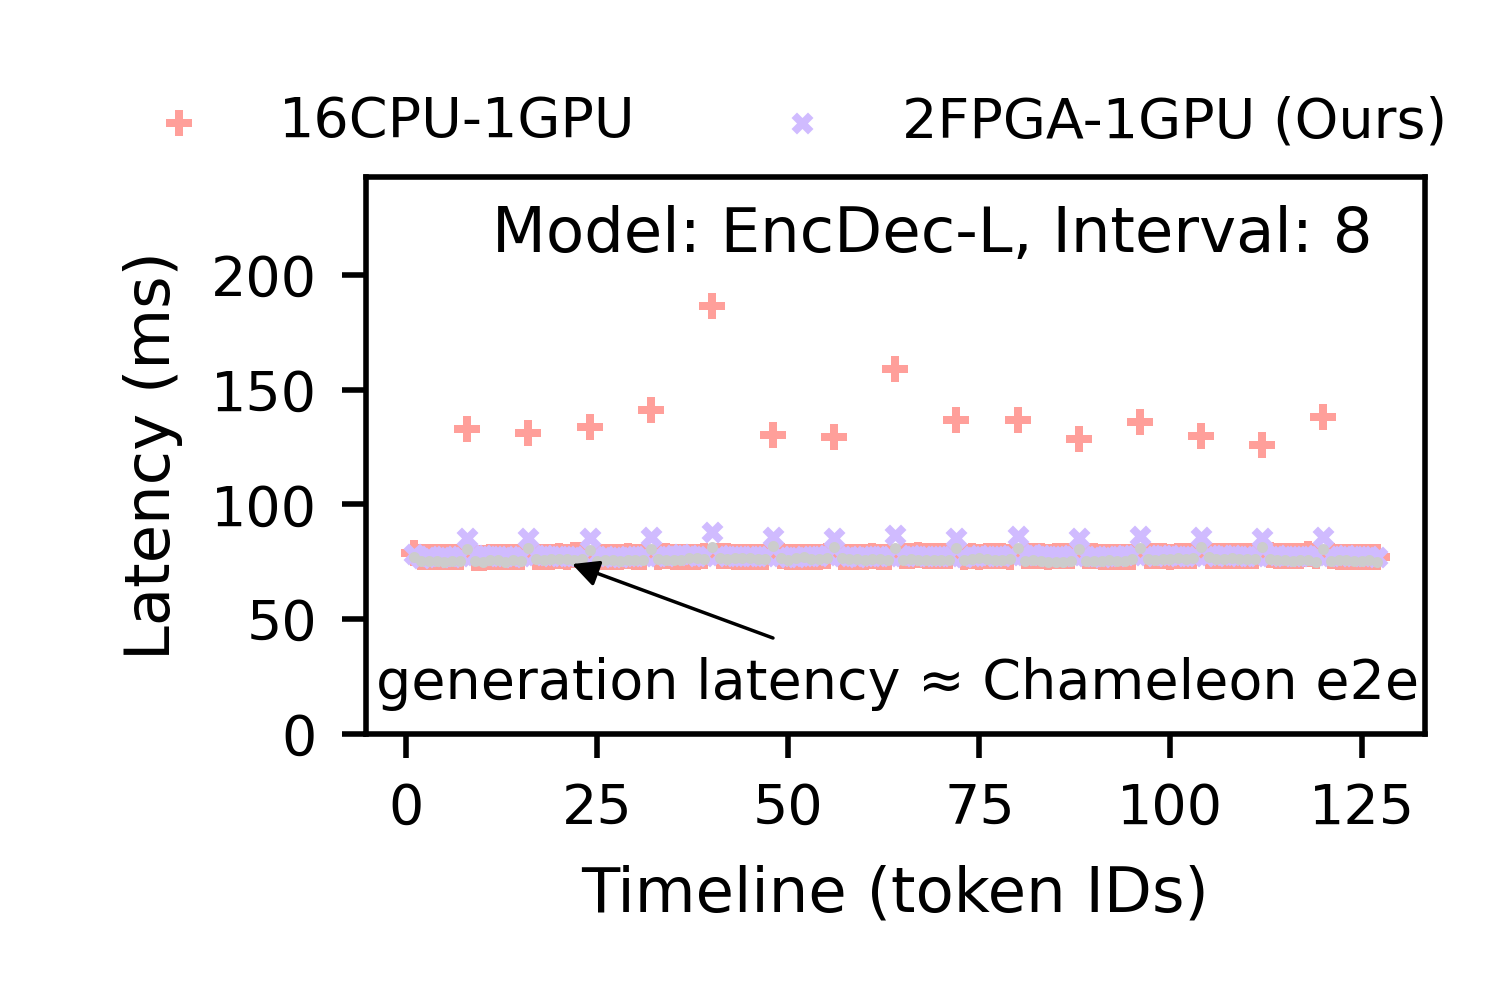 16CPU-1GPU
2FPGA-1GPU (Ours)
Model: EncDec-L, Interval: 8
Latency (ms)
200
150
100
50
0
generation latency ≈ Chameleon e2e
0 25 50 75 100 125
Timeline (token IDs)